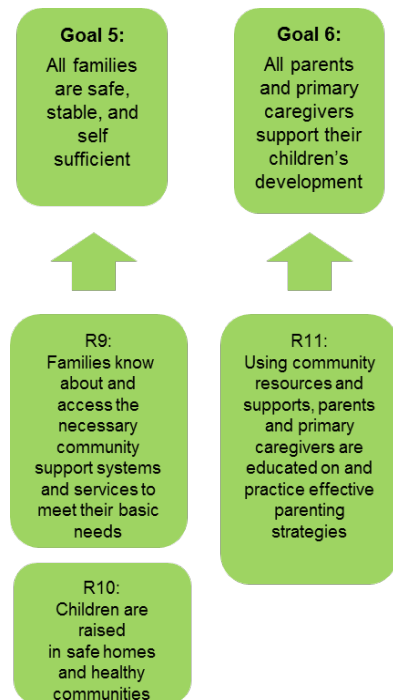 Goal 5:
All families
are safe,
stable, and
self
sufficient
Goal 6:
All parents
and primary
caregivers
support their
children's
development
R9:
Families know
about and
access the
necessary
community
support systems
and services to
meet their basic
needs
R11:
Using community
resources and
supports, parents
and primary
caregivers are
educated on and
practice effective
parenting
strategies
R10:
Children are
raised
in safe homes
and healthy
communities